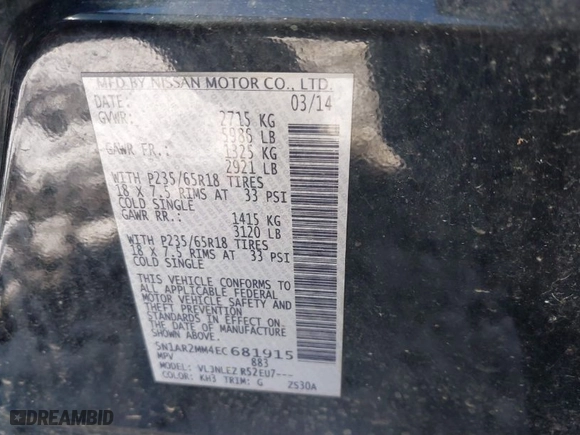 MFD.BY NISSAN MOTOR CO., LTD.
DATE: 03/14
GVWR: 2715 KG
5986 LB
GAWR FR.: 1325 KG
2921 LB
WITH P235/65R18 TIRES
18 X 7.5 RIMS AT 33 PSI
COLD SINGLE
GAWR RR.: 1415 KG
3120 LB
WITH P235/65R18 TIRES
18 X 7.5 RIMS AT 33 PSI
COLD SINGLE
THIS VEHICLE CONFORMS TO
ALL APPLICABLE FEDERAL
MOTOR VEHICLE SAFETY AND
THEFT PREVENTION
STANDARDS IN EFFECT ON
THE DATE OF MANUFACTURE
SHOWN ABOVE.
5N1AR2MM4EC681915
MPV 883
MODEL: VLJNLEZ R52EU7---
COLOR: KH3 TRIM: G 2S30A
DREAMBID